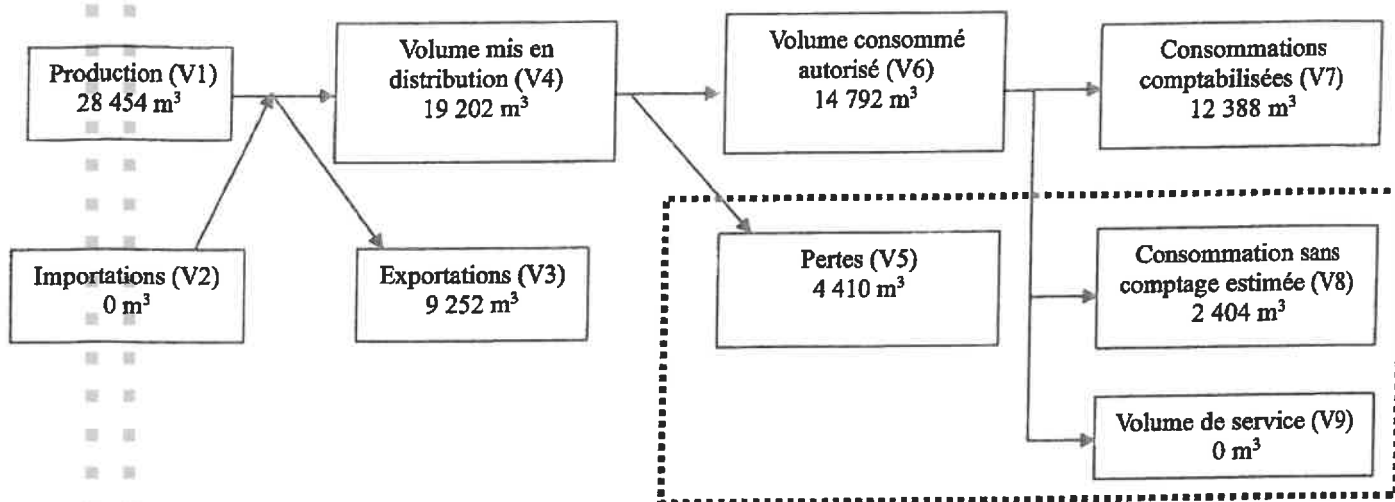 Production (V1)
28 454 m³
Volume mis en
distribution (V4)
19 202 m³
Volume consommé
autorisé (V6)
14 792 m³
Consommations
comptabilisées (V7)
12 388 m³
Importations (V2)
0 m³
Exportations (V3)
9 252 m³
Pertes (V5)
4 410 m³
Consommation sans
comptage estimée (V8)
2 404 m³
Volume de service (V9)
0 m³